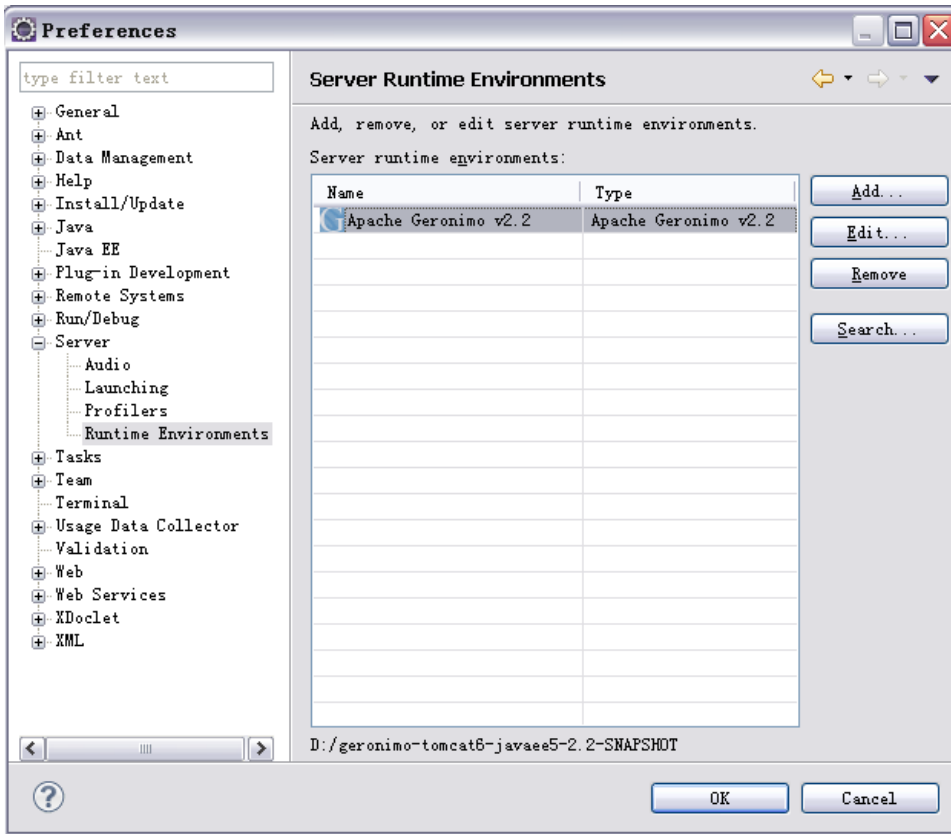 Preferences
type filter text
General
Ant
Data Management
Help
Install/Update
Java
Java EE
Plug-in Development
Remote Systems
Run/Debug
Server
Audio
Launching
Profilers
Runtime Environments
Tasks
Team
Terminal
Usage Data Collector
Validation
Web
Web Services
XDoclet
XML
Server Runtime Environments
Add, remove, or edit server runtime environments.
Server runtime environments:
Name Type
Apache Geronimo v2.2 Apache Geronimo v2.2
Add...
Edit...
Remove
Search...
D:/geronimo-tomcat6-javaee5-2.2-SNAPSHOT
OK Cancel